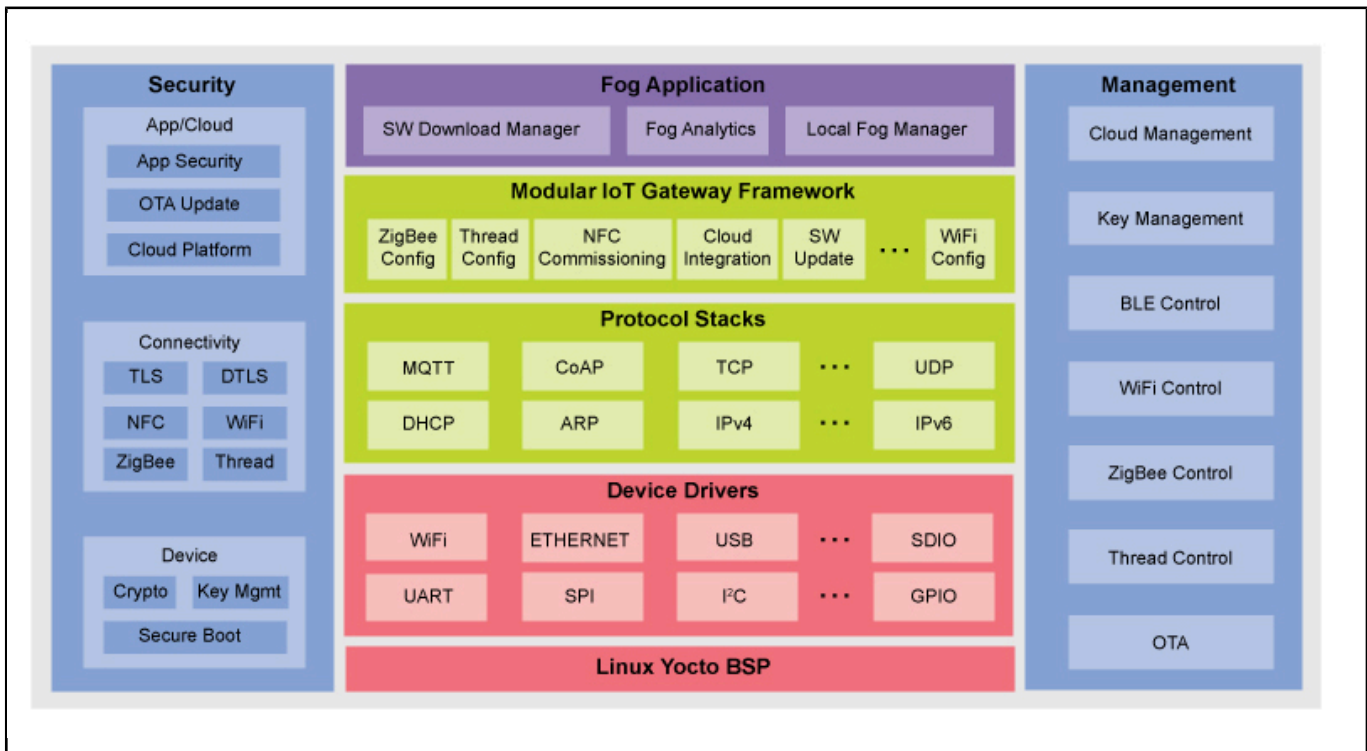 Security
App/Cloud
App Security
OTA Update
Cloud Platform
Connectivity
TLS
DTLS
NFC
WiFi
ZigBee
Thread
Device
Crypto
Key Mgmt
Secure Boot
Fog Application
SW Download Manager
Fog Analytics
Local Fog Manager
Modular IoT Gateway Framework
ZigBee
Config
Thread
Config
NFC
Commissioning
Cloud
Integration
SW
Update
...
WiFi
Config
Protocol Stacks
MQTT
CoAP
TCP
...
UDP
DHCP
ARP
IPv4
...
IPv6
Device Drivers
WiFi
ETHERNET
USB
...
SDIO
UART
SPI
I²C
...
GPIO
Linux Yocto BSP
Management
Cloud Management
Key Management
BLE Control
WiFi Control
ZigBee Control
Thread Control
OTA